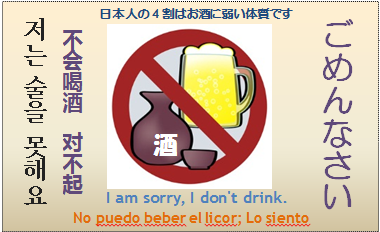 日本人の４割はお酒に弱い体質です
저는 술을 못해요
不会喝酒 对不起
酒
ごめんなさい
I am sorry, I don't drink.
No puedo beber el licor; Lo siento